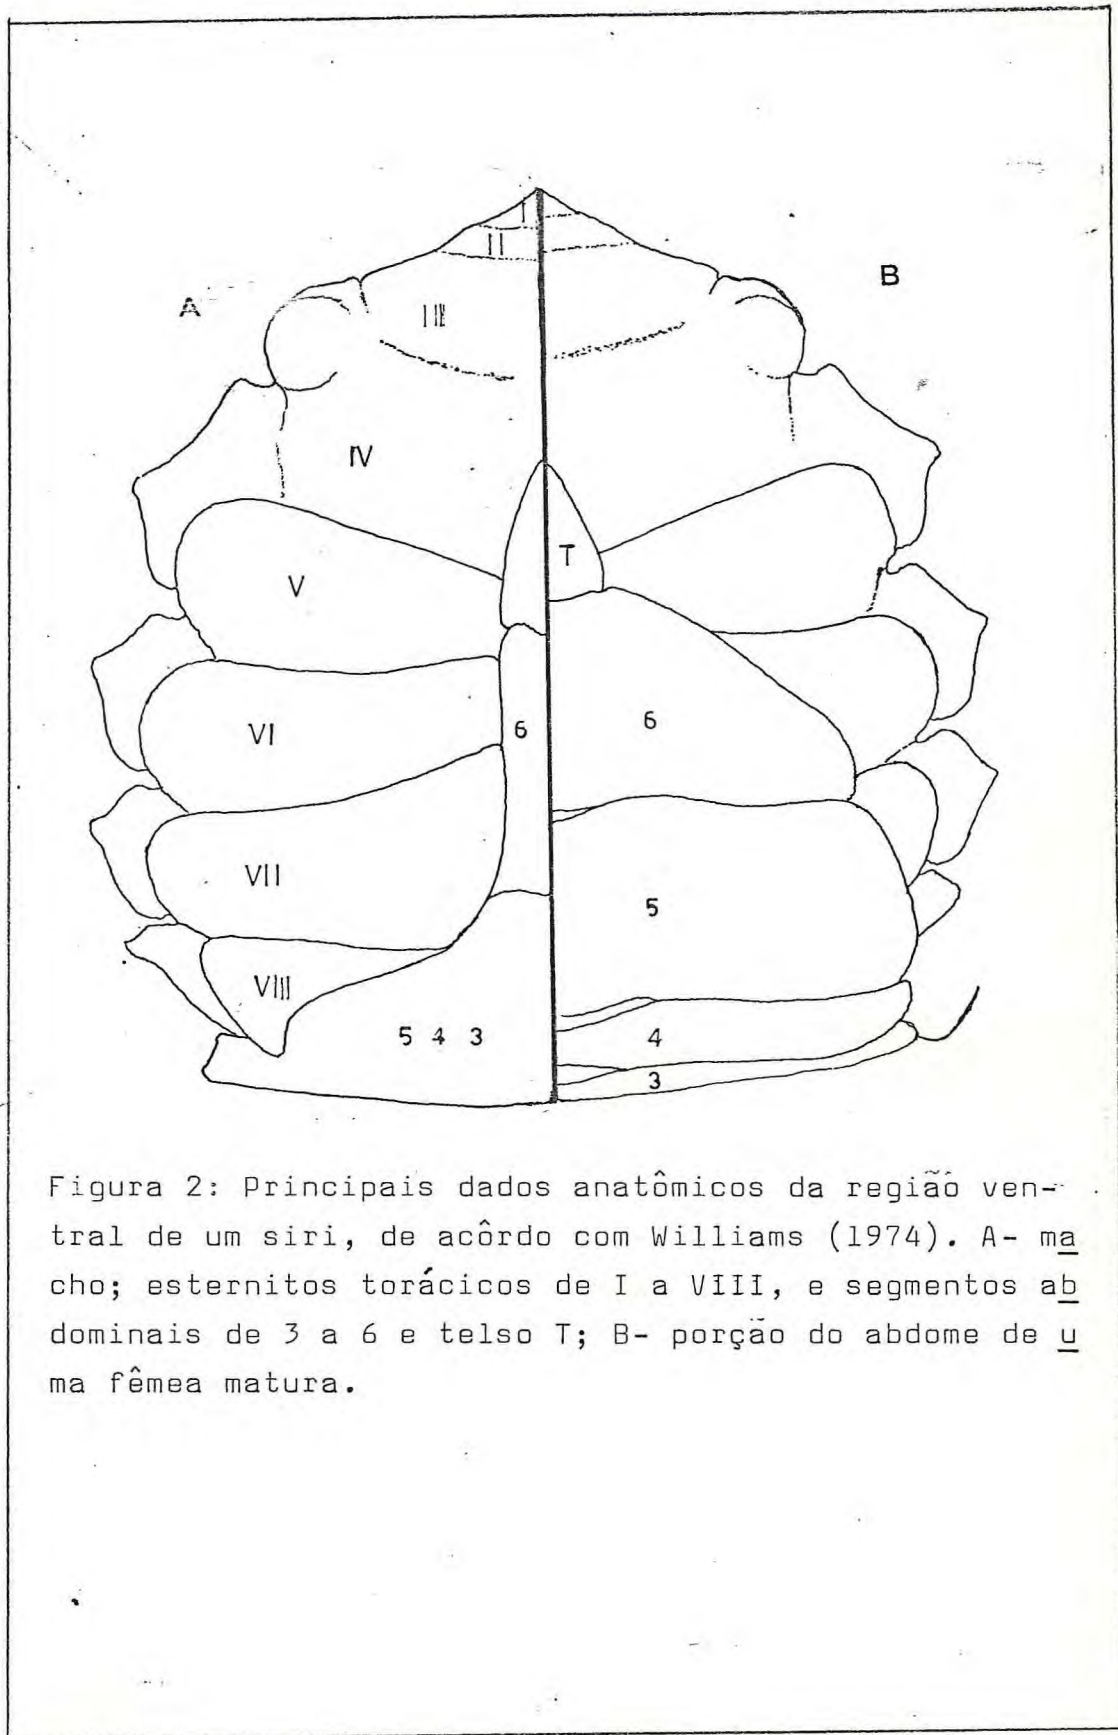 I
II
A
B
III
IV
T
V
6
6
VI
VII
5
VIII
5 4 3
4
3
Figura 2: Principais dados anatômicos da região ven-
tral de um siri, de acôrdo com Williams (1974). A- ma
cho; esternitos torácicos de I a VIII, e segmentos ab
dominais de 3 a 6 e telso T; B- porção do abdome de u
ma fêmea matura.